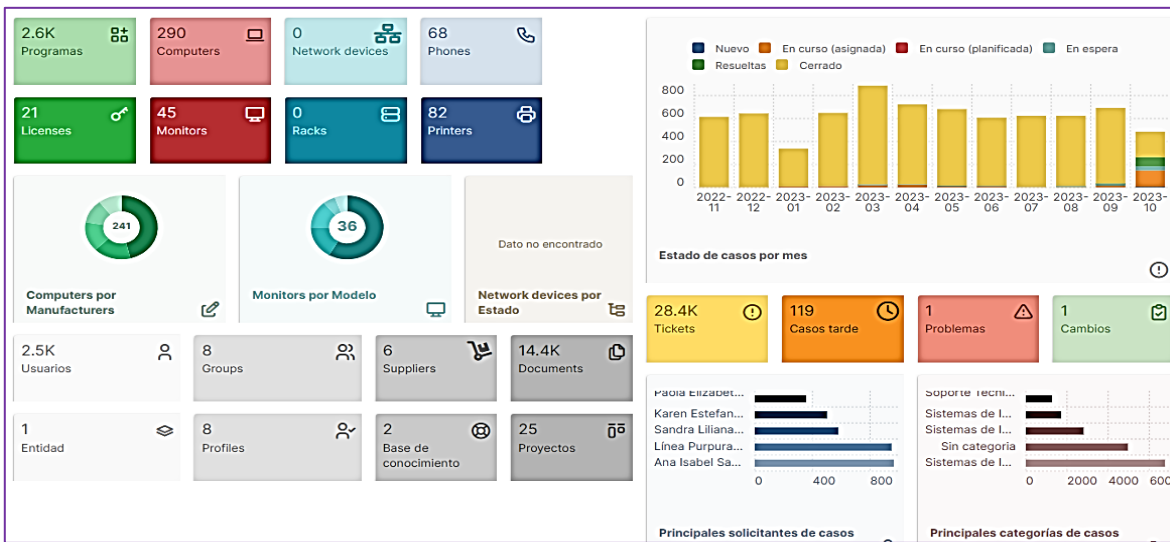 2.6K
Programas
290
Computers
0
Network devices
68
Phones
21
Licenses
45
Monitors
0
Racks
82
Printers
241
Computers por
Manufacturers
36
Monitors por Modelo
Dato no encontrado
Network devices por
Estado
2.5K
Usuarios
8
Groups
6
Suppliers
14.4K
Documents
1
Entidad
8
Profiles
2
Base de
conocimiento
25
Proyectos
Nuevo En curso (asignada) En curso (planificada) En espera
Resueltas Cerrado
800
600
400
200
0
2022-11 2022-12 2023-01 2023-02 2023-03 2023-04 2023-05 2023-06 2023-07 2023-08 2023-09 2023-10
Estado de casos por mes
28.4K
Tickets
119
Casos tarde
1
Problemas
1
Cambios
Paola Elizabet...
Karen Estefan...
Sandra Liliana...
Línea Purpura...
Ana Isabel Sa...
0 400 800
Principales solicitantes de casos
Soporte Técni...
Sistemas de I...
Sistemas de I...
Sin categoria
Sistemas de I...
0 2000 4000 600
Principales categorías de casos